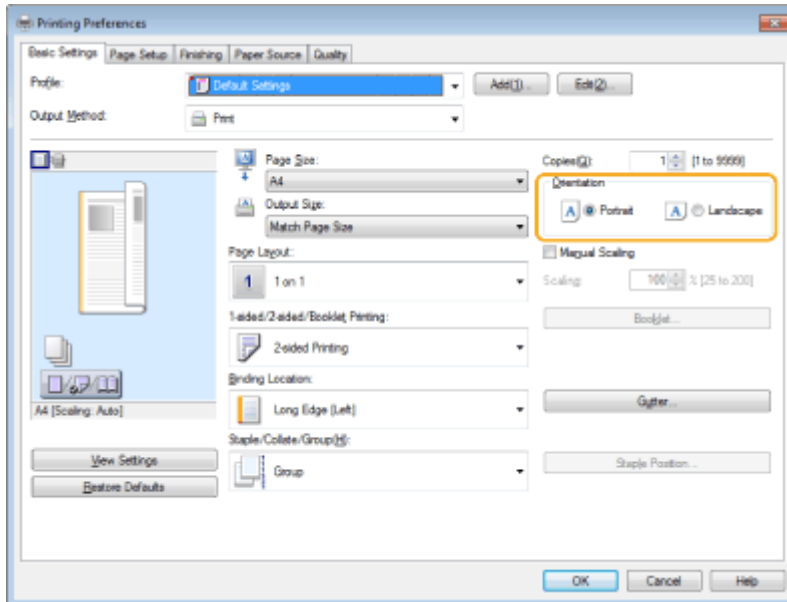 Printing Preferences
Basic Settings Page Setup Finishing Paper Source Quality
Profile: Default Settings Add(1)... Edit(2)...
Output Method: Print
Page Size: Copies(Q): 1 [1 to 9999]
A4 Orientation
A Portrait A Landscape
Output Size:
Match Page Size
Page Layout: Manual Scaling
1 1 on 1 Scaling: 100 % [25 to 200]
1-sided/2-sided/Booklet Printing: Booklet...
2-sided Printing
Binding Location:
A4 [Scaling: Auto] Long Edge (Left) Gutter...
Staple/Collate/Group(H):
View Settings Group Staple Position...
Restore Defaults
OK Cancel Help